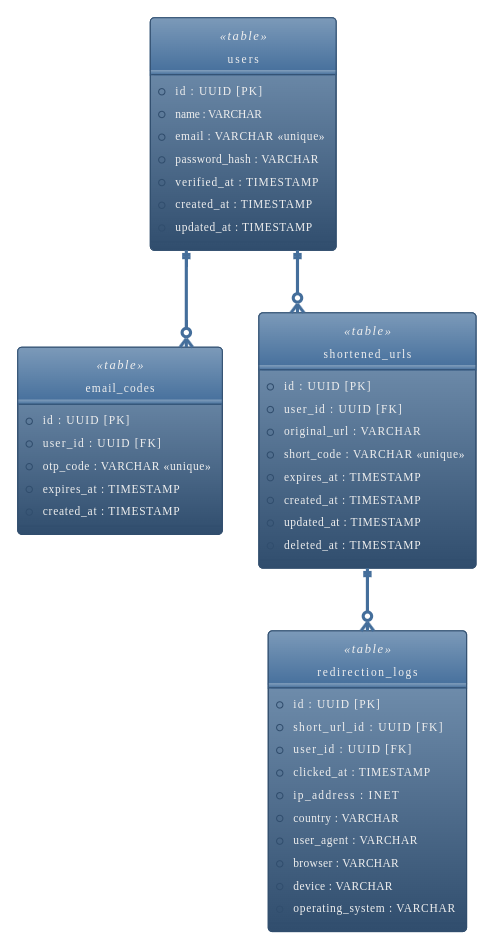 «table»
users
id : UUID [PK]
name : VARCHAR
email : VARCHAR «unique»
password_hash : VARCHAR
verified_at : TIMESTAMP
created_at : TIMESTAMP
updated_at : TIMESTAMP
«table»
email_codes
id : UUID [PK]
user_id : UUID [FK]
otp_code : VARCHAR «unique»
expires_at : TIMESTAMP
created_at : TIMESTAMP
«table»
shortened_urls
id : UUID [PK]
user_id : UUID [FK]
original_url : VARCHAR
short_code : VARCHAR «unique»
expires_at : TIMESTAMP
created_at : TIMESTAMP
updated_at : TIMESTAMP
deleted_at : TIMESTAMP
«table»
redirection_logs
id : UUID [PK]
short_url_id : UUID [FK]
user_id : UUID [FK]
clicked_at : TIMESTAMP
ip_address : INET
country : VARCHAR
user_agent : VARCHAR
browser : VARCHAR
device : VARCHAR
operating_system : VARCHAR